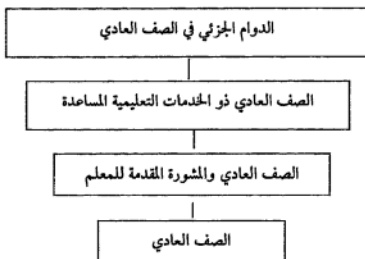 الدوام الجزئي في الصف العادي
الصف العادي ذو الخدمات التعليمية المساعدة
الصف العادي والمشورة المقدمة للمعلم
الصف العادي